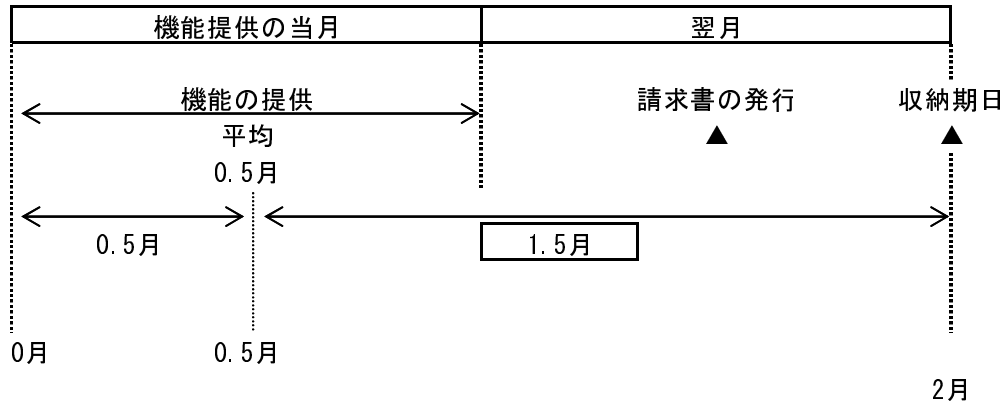 機能提供の当月 翌月
機能の提供 請求書の発行 収納期日
平均 ▲ ▲
0.5月
0.5月 1.5月
0月 0.5月
2月